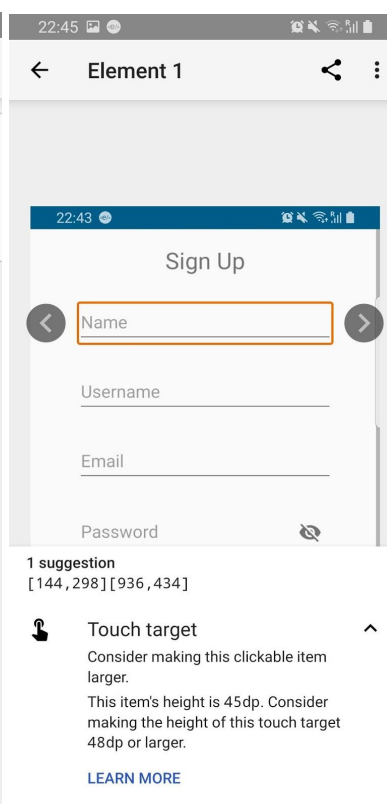 22:45
Element 1
22:43
Sign Up
Name
Username
Email
Password
1 suggestion
[144,298][936,434]
Touch target
Consider making this clickable item
larger.
This item's height is 45dp. Consider
making the height of this touch target
48dp or larger.
LEARN MORE